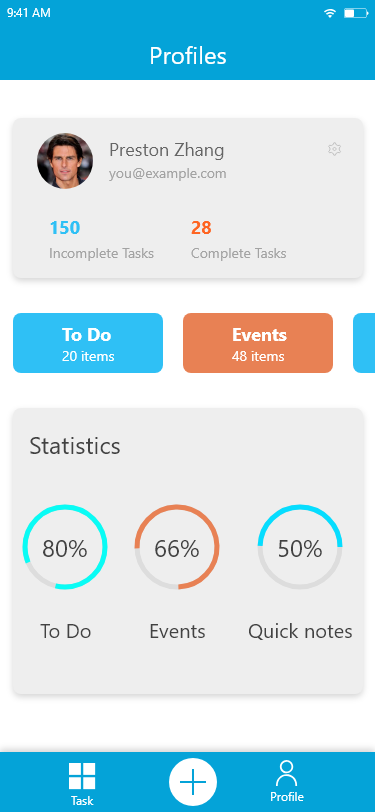 9:41 AM
Profiles
Preston Zhang
you@example.com
150
Incomplete Tasks
28
Complete Tasks
To Do
20 items
Events
48 items
Statistics
80%
66%
50%
To Do
Events
Quick notes
Task
Profile